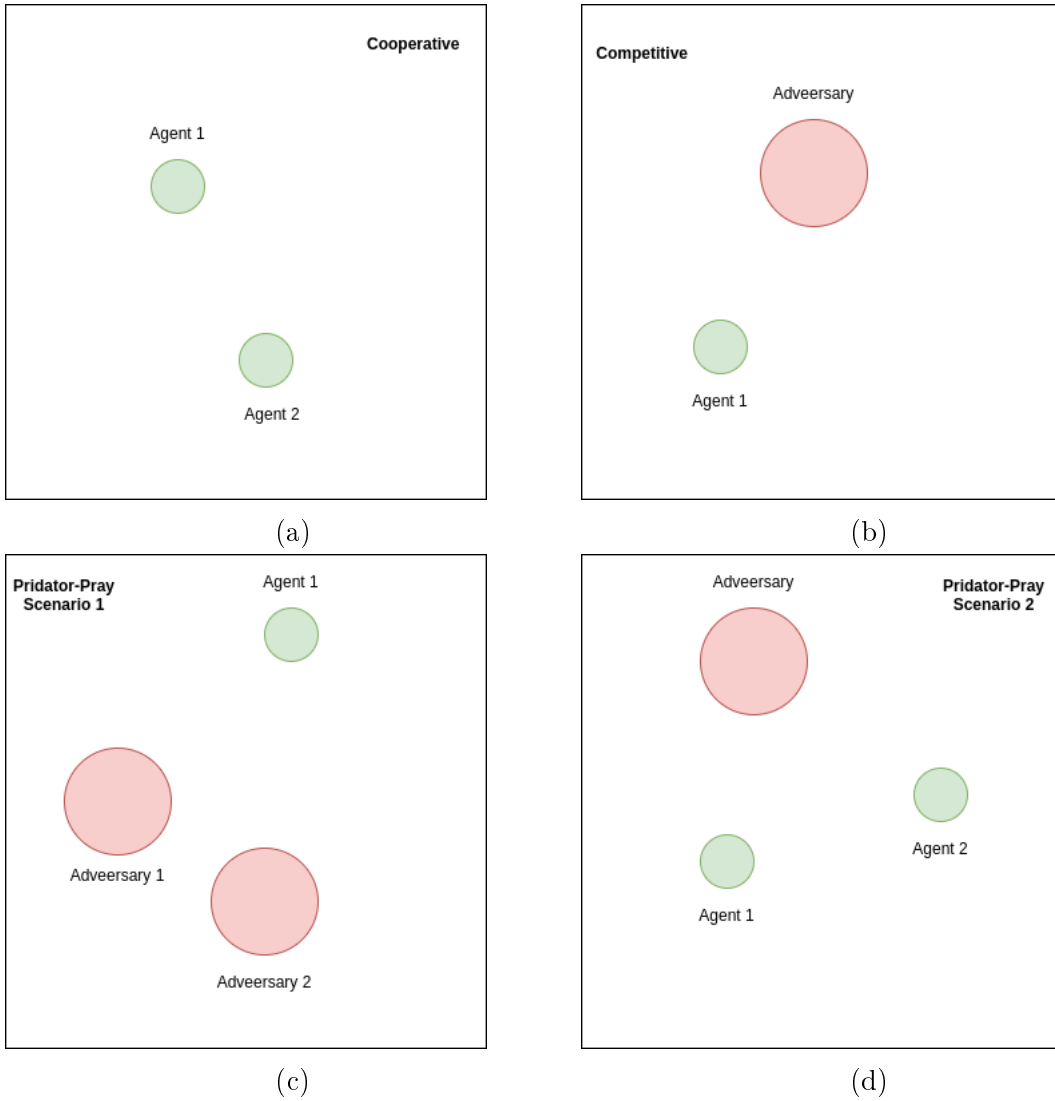 Cooperative
Agent 1
Agent 2
(a)
Competitive
Adveersary
Agent 1
(b)
Pridator-Pray
Scenario 1
Agent 1
Adveersary 1
Adveersary 2
(c)
Adveersary
Pridator-Pray
Scenario 2
Agent 2
Agent 1
(d)